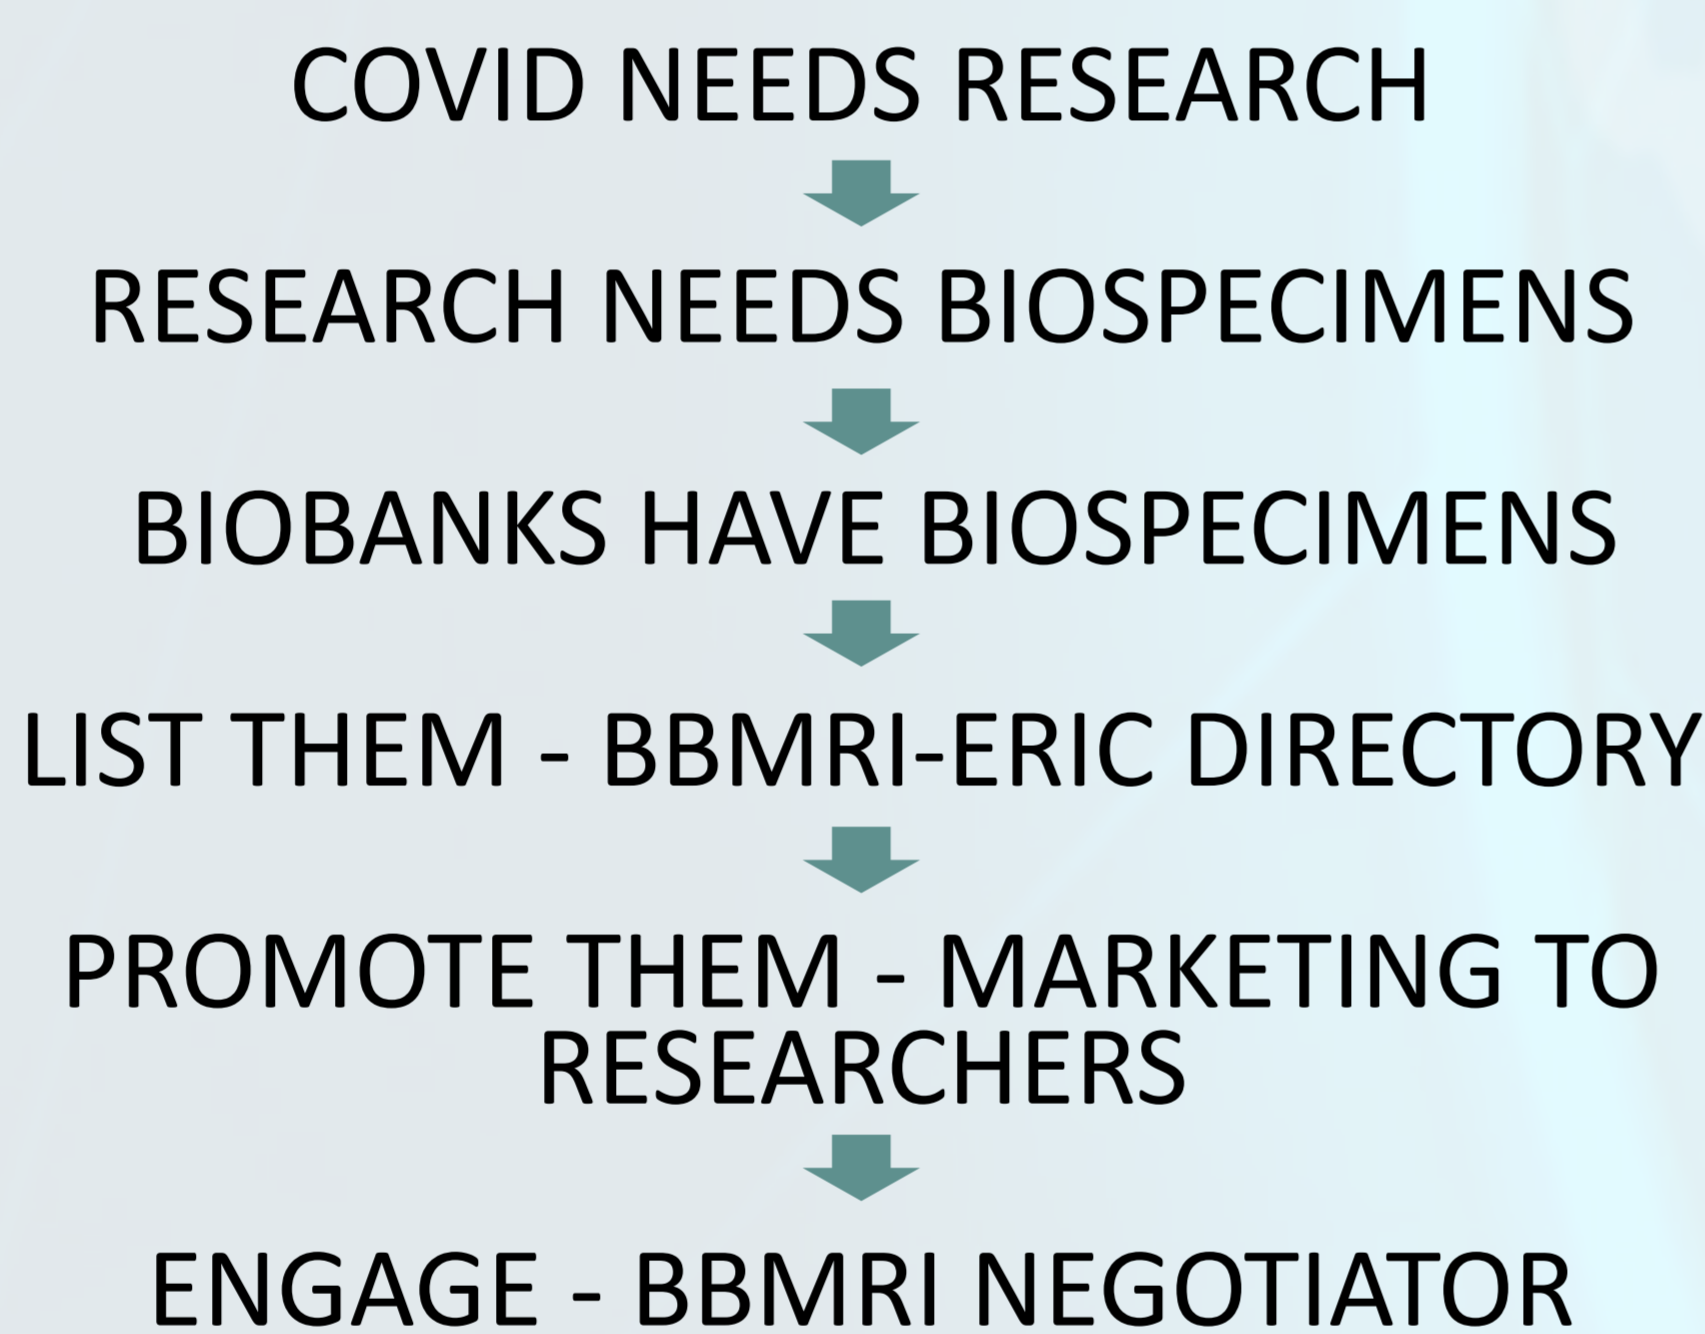 COVID NEEDS RESEARCH
RESEARCH NEEDS BIOSPECIMENS
BIOBANKS HAVE BIOSPECIMENS
LIST THEM - BBMRI-ERIC DIRECTORY
PROMOTE THEM - MARKETING TO
RESEARCHERS
ENGAGE - BBMRI NEGOTIATOR